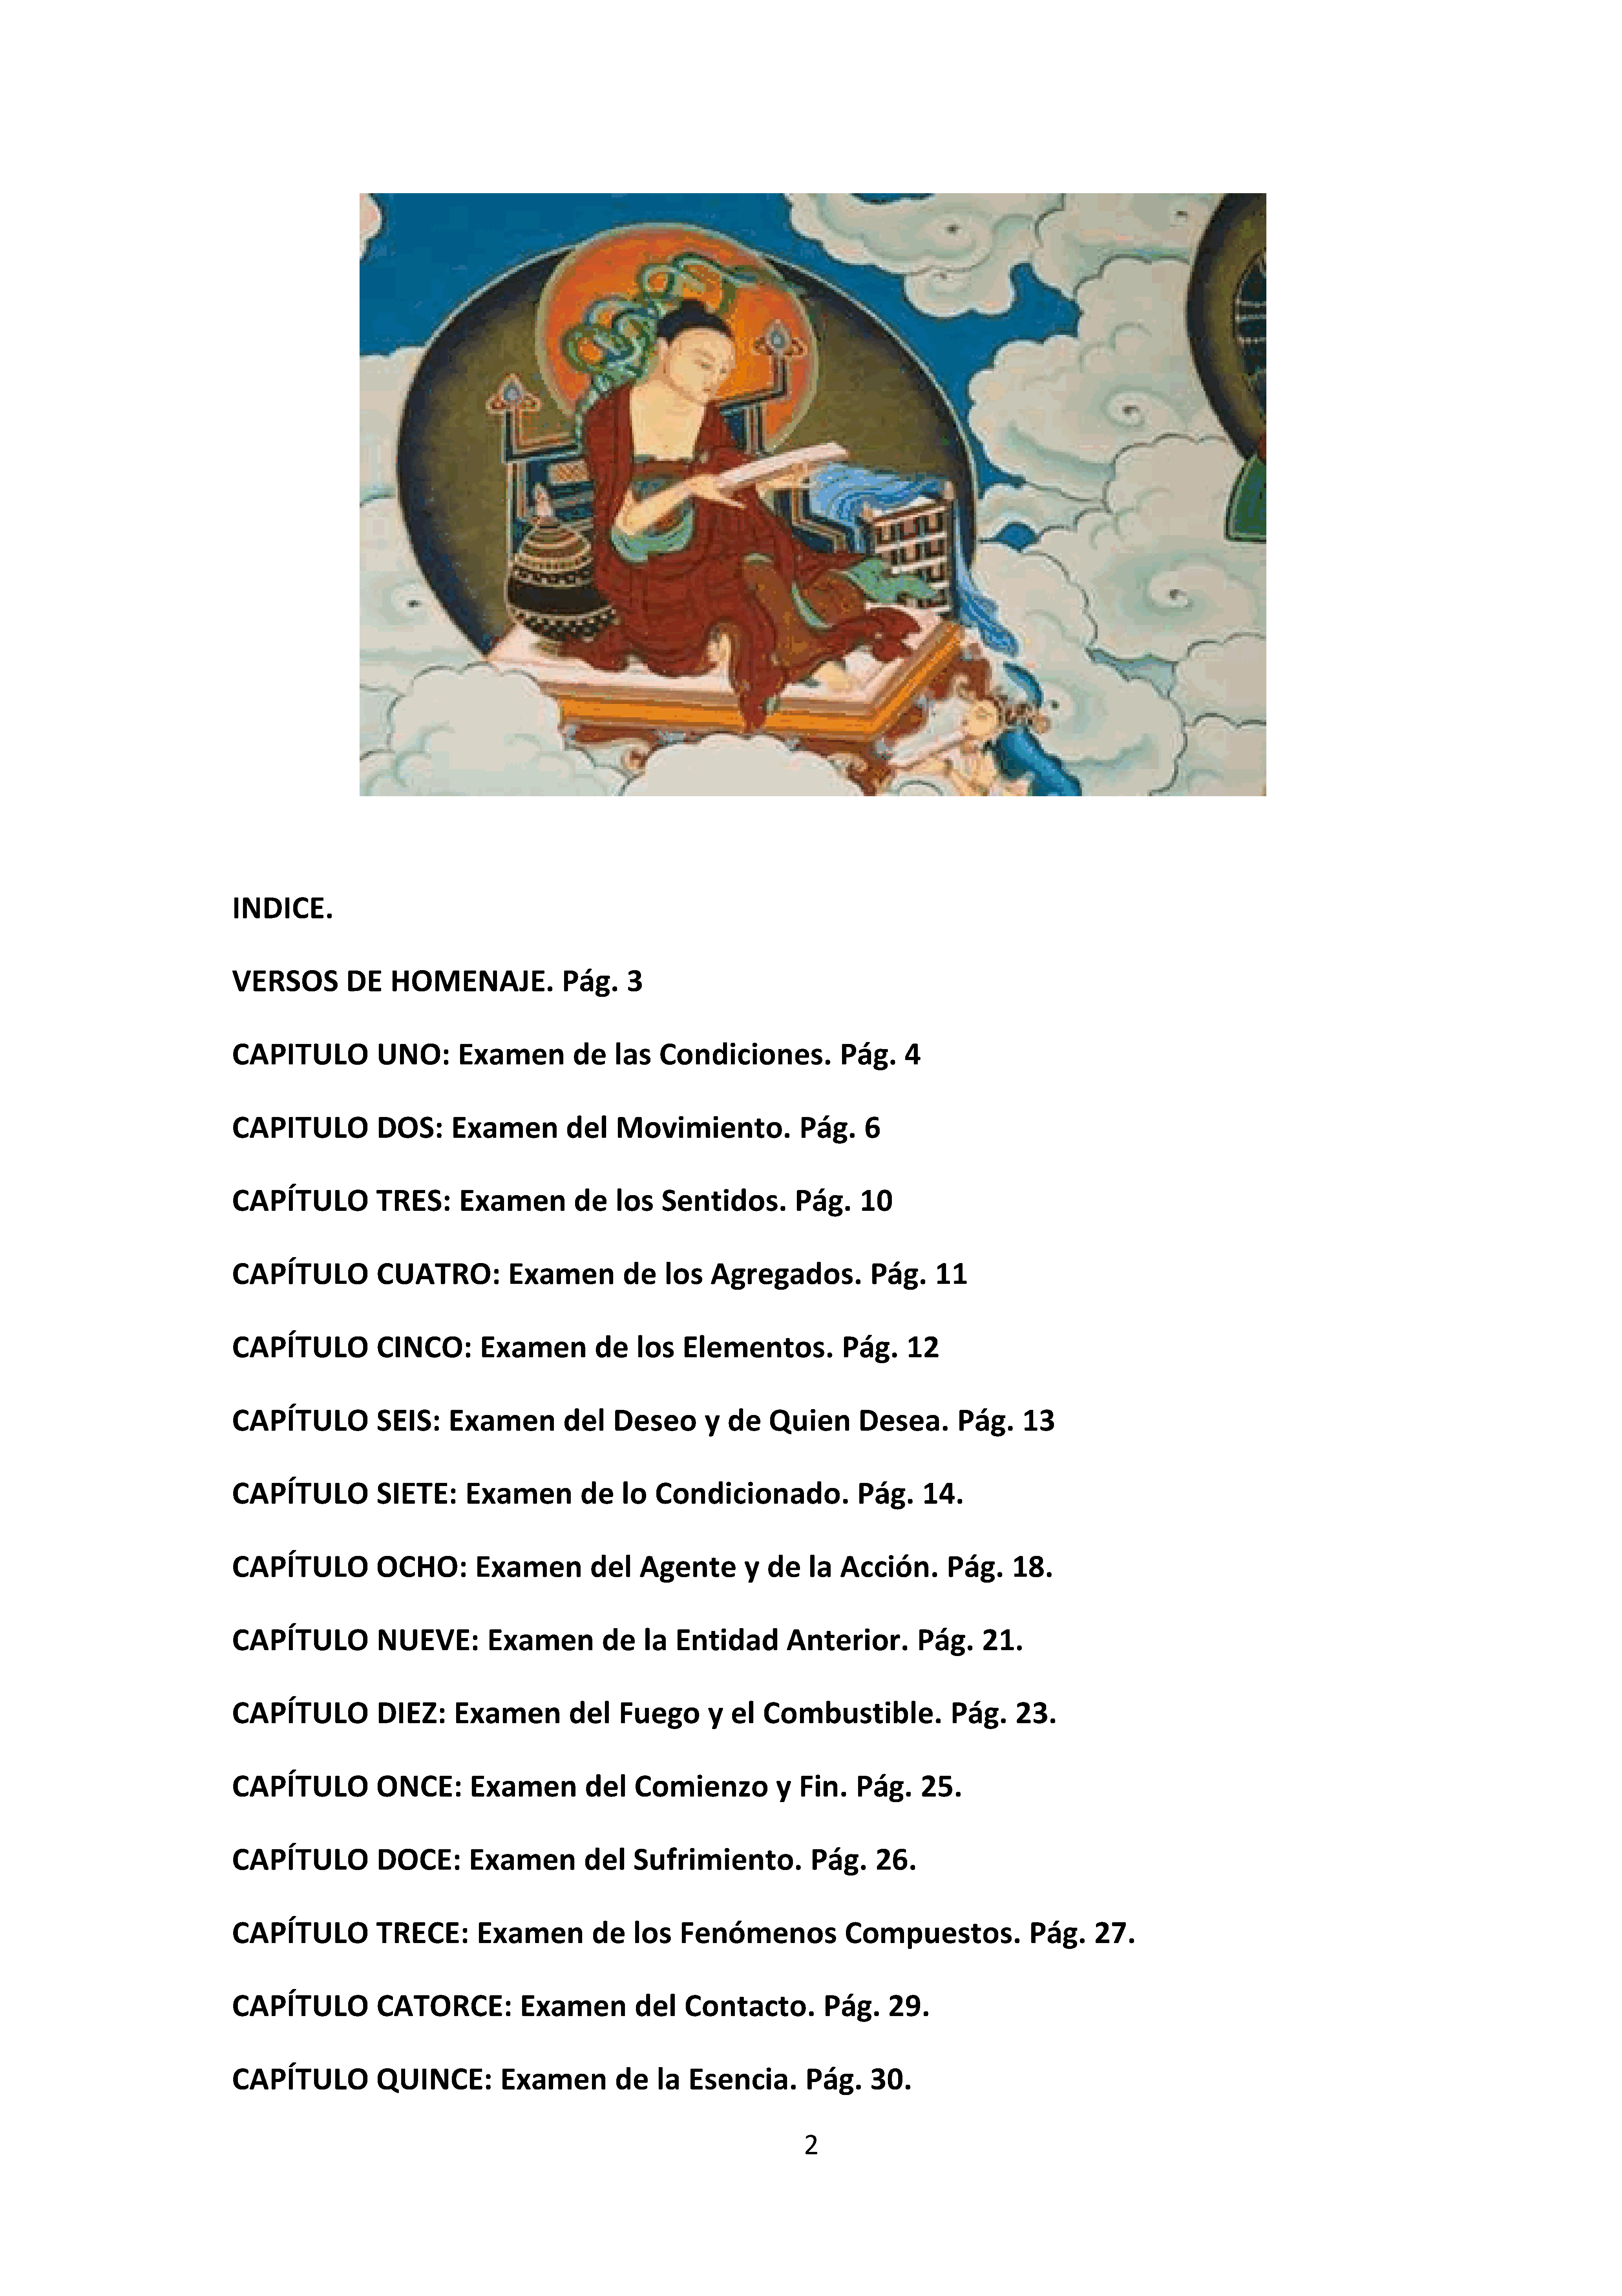 INDICE.
VERSOS DE HOMENAJE. Pág. 3
CAPITULO UNO: Examen de las Condiciones. Pág. 4
CAPITULO DOS: Examen del Movimiento. Pág. 6
CAPÍTULO TRES: Examen de los Sentidos. Pág. 10
CAPÍTULO CUATRO: Examen de los Agregados. Pág. 11
CAPÍTULO CINCO: Examen de los Elementos. Pág. 12
CAPÍTULO SEIS: Examen del Deseo y de Quien Desea. Pág. 13
CAPÍTULO SIETE: Examen de lo Condicionado. Pág. 14.
CAPÍTULO OCHO: Examen del Agente y de la Acción. Pág. 18.
CAPÍTULO NUEVE: Examen de la Entidad Anterior. Pág. 21.
CAPÍTULO DIEZ: Examen del Fuego y el Combustible. Pág. 23.
CAPÍTULO ONCE: Examen del Comienzo y Fin. Pág. 25.
CAPÍTULO DOCE: Examen del Sufrimiento. Pág. 26.
CAPÍTULO TRECE: Examen de los Fenómenos Compuestos. Pág. 27.
CAPÍTULO CATORCE: Examen del Contacto. Pág. 29.
CAPÍTULO QUINCE: Examen de la Esencia. Pág. 30.
2